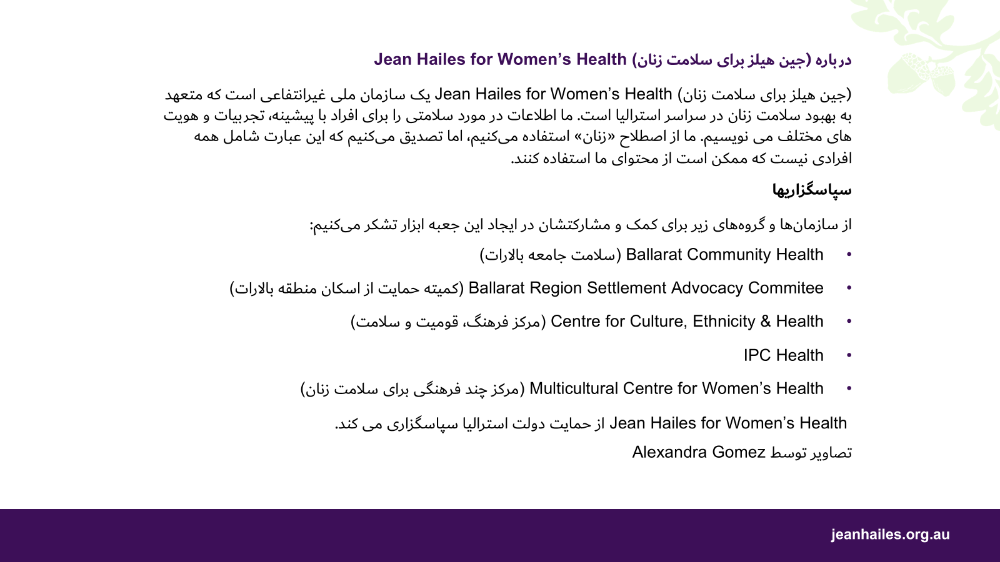 درباره (جین هیلز برای سلامت زنان) Jean Hailes for Women’s Health
(جین هیلز برای سلامت زنان) Jean Hailes for Women’s Health یک سازمان ملی غیرانتفاعی است که متعهد
به بهبود سلامت زنان در سراسر استرالیا است. ما اطلاعات در مورد سلامتی را برای افراد با پیشینه، تجربیات و هویت
های مختلف می نویسیم. ما از اصطلاح «زنان» استفاده می‌کنیم، اما تصدیق می‌کنیم که این عبارت شامل همه
افرادی نیست که ممکن است از محتوای ما استفاده کنند.
سپاسگزاریها
از سازمان‌ها و گروه‌های زیر برای کمک و مشارکتشان در ایجاد این جعبه ابزار تشکر می‌کنیم:
• Ballarat Community Health (سلامت جامعه بالارات)
• Ballarat Region Settlement Advocacy Commitee (کمیته حمایت از اسکان منطقه بالارات)
• Centre for Culture, Ethnicity & Health (مرکز فرهنگ، قومیت و سلامت)
• IPC Health
• Multicultural Centre for Women’s Health (مرکز چند فرهنگی برای سلامت زنان)
Jean Hailes for Women’s Health از حمایت دولت استرالیا سپاسگزاری می کند.
تصاویر توسط Alexandra Gomez
jeanhailes.org.au